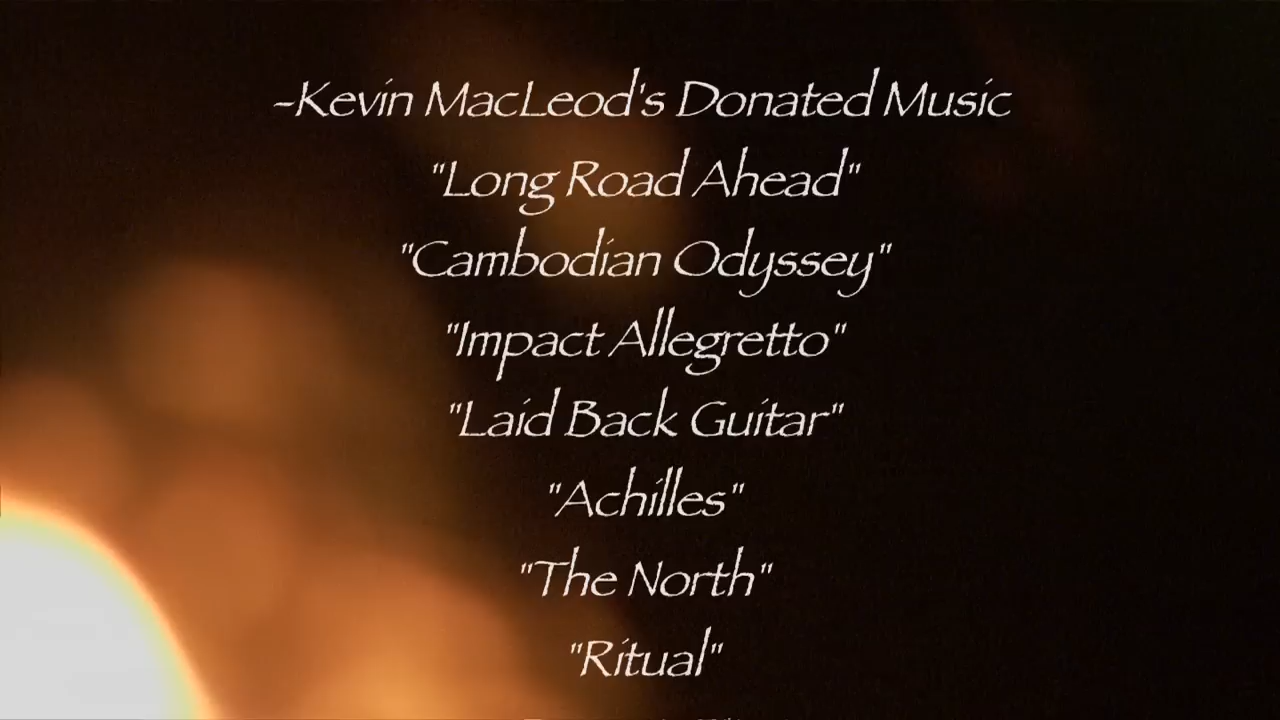 -Kevin MacLeod's Donated Music
"Long Road Ahead"
"Cambodian Odyssey"
"Impact Allegretto"
"Laid Back Guitar"
"Achilles"
"The North"
"Ritual"